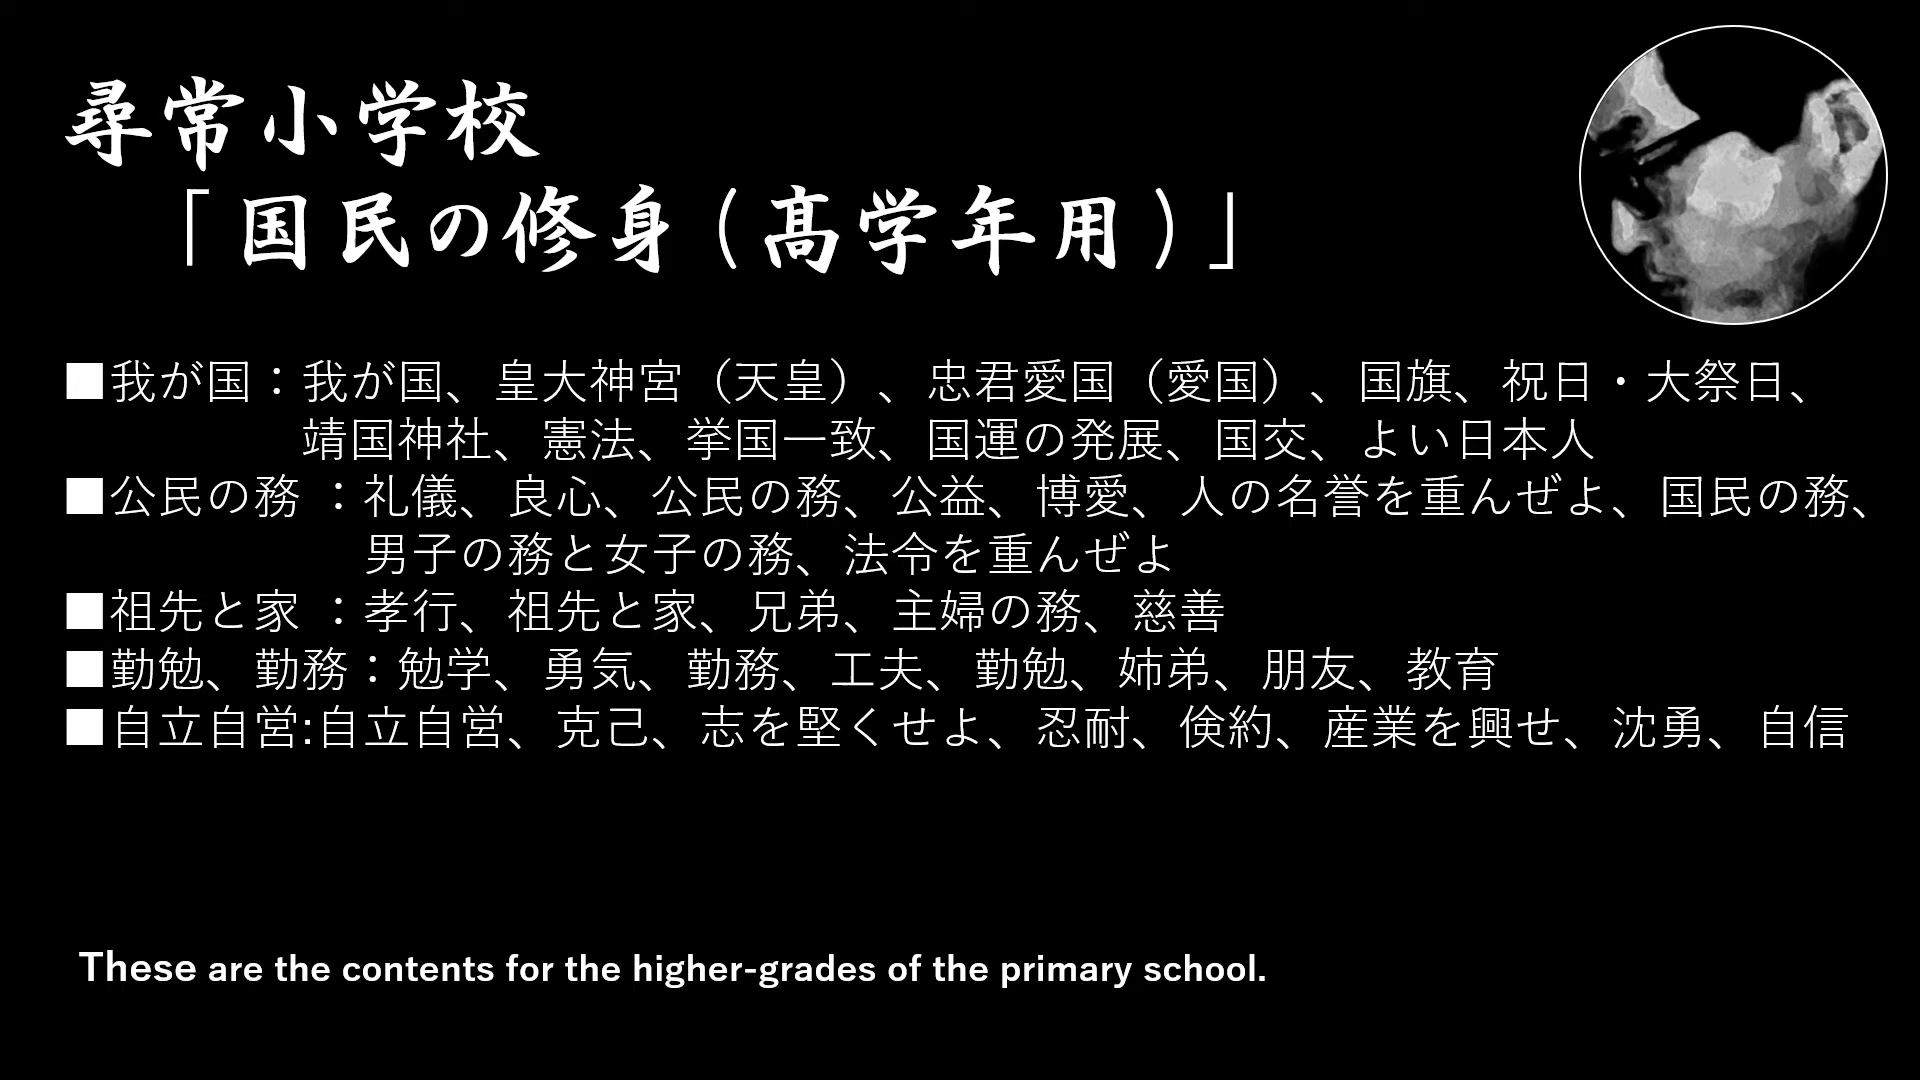 尋常小学校
「国民の修身(髙学年用)」
■我が国：我が国、皇大神宮（天皇）、忠君愛国（愛国）、国旗、祝日・大祭日、
靖国神社、憲法、挙国一致、国運の発展、国交、よい日本人
■公民の務 ：礼儀、良心、公民の務、公益、博愛、人の名誉を重んぜよ、国民の務、
男子の務と女子の務、法令を重んぜよ
■祖先と家 ：孝行、祖先と家、兄弟、主婦の務、慈善
■勤勉、勤務：勉学、勇気、勤務、工夫、勤勉、姉弟、朋友、教育
■自立自営:自立自営、克己、志を堅くせよ、忍耐、倹約、産業を興せ、沈勇、自信
These are the contents for the higher-grades of the primary school.